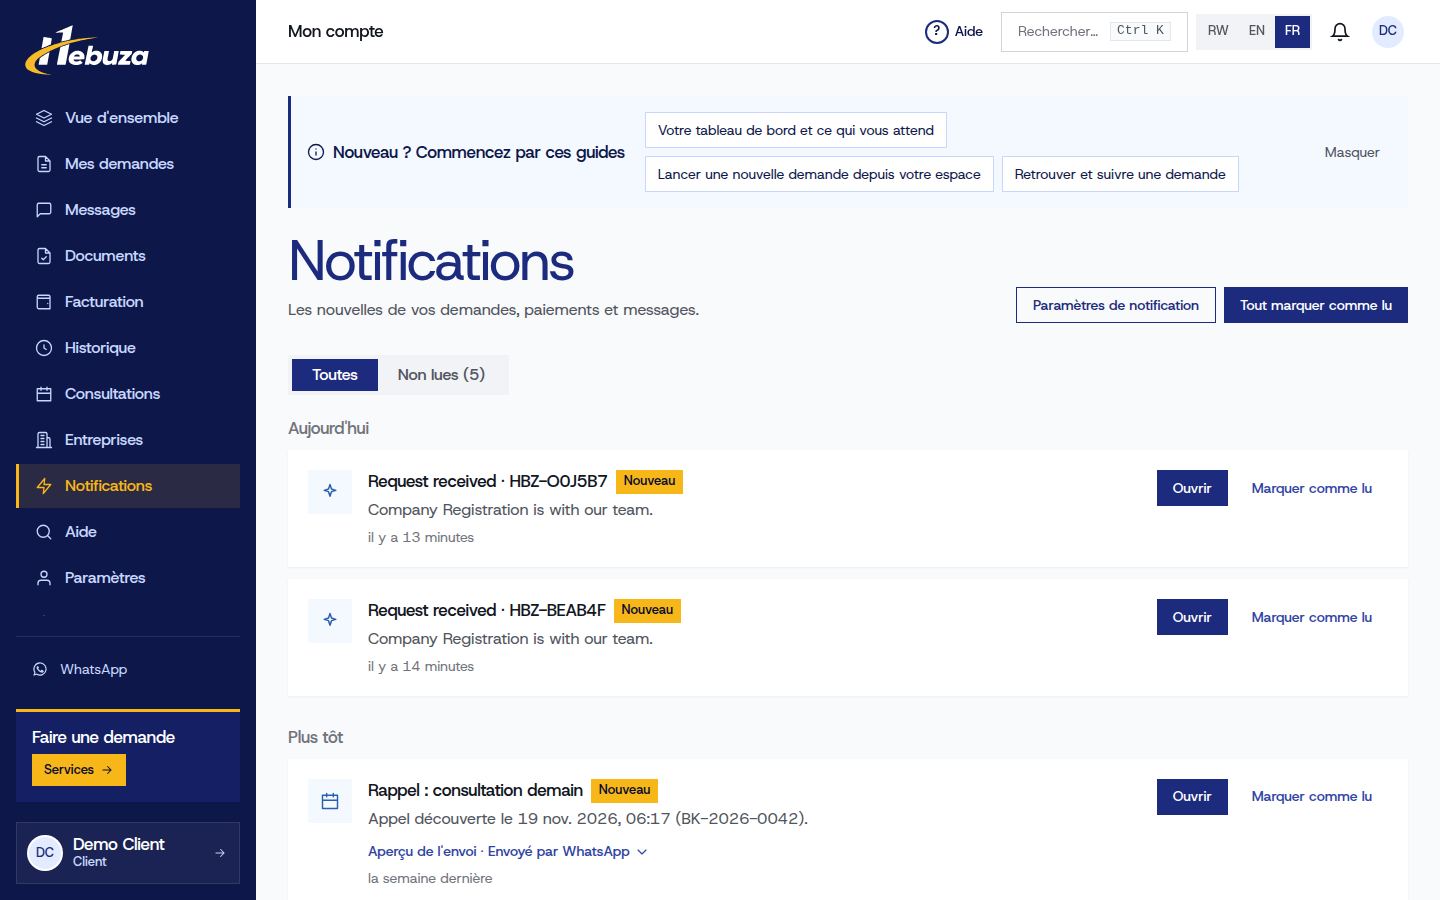 Hebuza
Vue d'ensemble
Mes demandes
Messages
Documents
Facturation
Historique
Consultations
Entreprises
Notifications
Aide
Paramètres
WhatsApp
Faire une demande
Services
DC
Demo Client
Client
Mon compte
? Aide
Rechercher... Ctrl K
RW EN FR
DC
Nouveau ? Commencez par ces guides
Votre tableau de bord et ce qui vous attend
Lancer une nouvelle demande depuis votre espace
Retrouver et suivre une demande
Masquer
Notifications
Les nouvelles de vos demandes, paiements et messages.
Paramètres de notification
Tout marquer comme lu
Toutes
Non lues (5)
Aujourd'hui
Request received · HBZ-O0J5B7 Nouveau
Company Registration is with our team.
il y a 13 minutes
Ouvrir
Marquer comme lu
Request received · HBZ-BEAB4F Nouveau
Company Registration is with our team.
il y a 14 minutes
Ouvrir
Marquer comme lu
Plus tôt
Rappel : consultation demain Nouveau
Appel découverte le 19 nov. 2026, 06:17 (BK-2026-0042).
Aperçu de l'envoi · Envoyé par WhatsApp
la semaine dernière
Ouvrir
Marquer comme lu